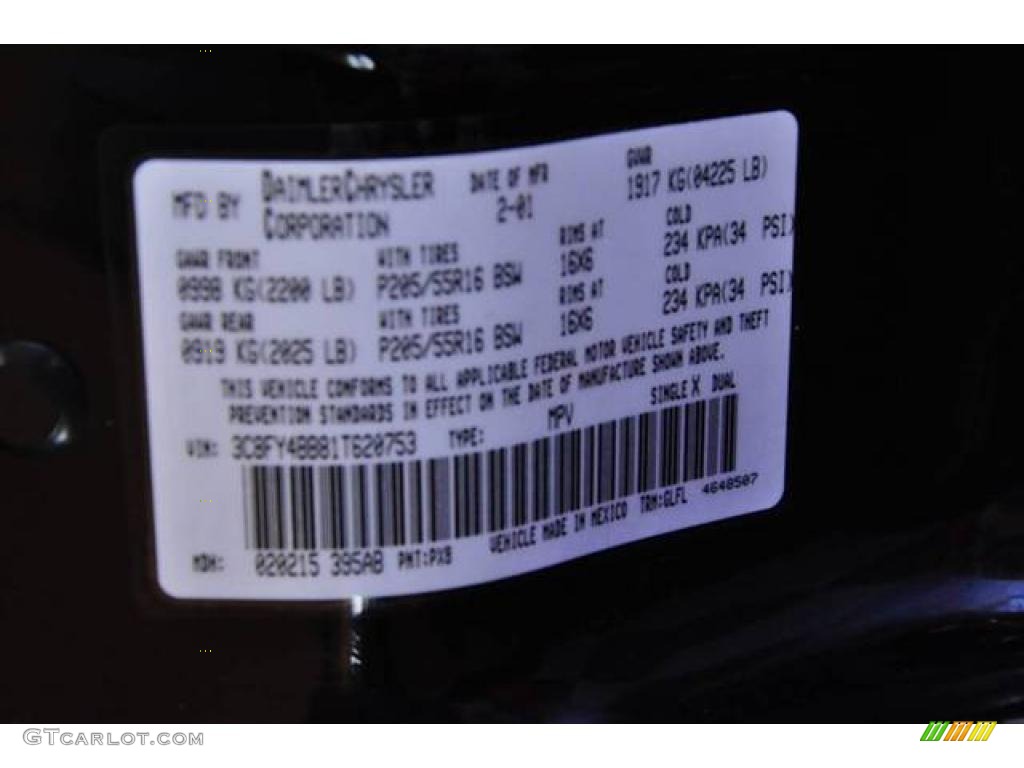 MFD BY DAIMLERCHRYSLER CORPORATION DATE OF MFR 2-01 GVWR 1917 KG(04225 LB)
GAWR FRONT WITH TIRES RIMS AT COLD
0998 KG(2200 LB) P205/55R16 BSW 16X6 234 KPA(34 PSI)
GAWR REAR WITH TIRES RIMS AT COLD
0919 KG(2025 LB) P205/55R16 BSW 16X6 234 KPA(34 PSI)
THIS VEHICLE CONFORMS TO ALL APPLICABLE FEDERAL MOTOR VEHICLE SAFETY AND THEFT
PREVENTION STANDARDS IN EFFECT ON THE DATE OF MANUFACTURE SHOWN ABOVE.
VIN: 3C8FY4BB81T620753 TYPE: MPV SINGLE X DUAL
MDH: 020215 395AB PNT:PXB VEHICLE MADE IN MEXICO TRM:GLFL 4648507
GTCARLOT.COM